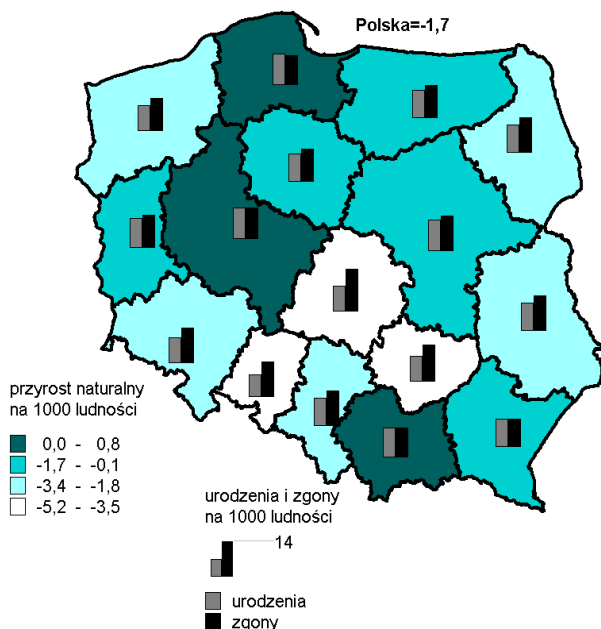 Polska=-1,7
przyrost naturalny
na 1000 ludności
0,0 - 0,8
-1,7 - -0,1
-3,4 - -1,8
-5,2 - -3,5
urodzenia i zgony
na 1000 ludności
14
urodzenia
zgony